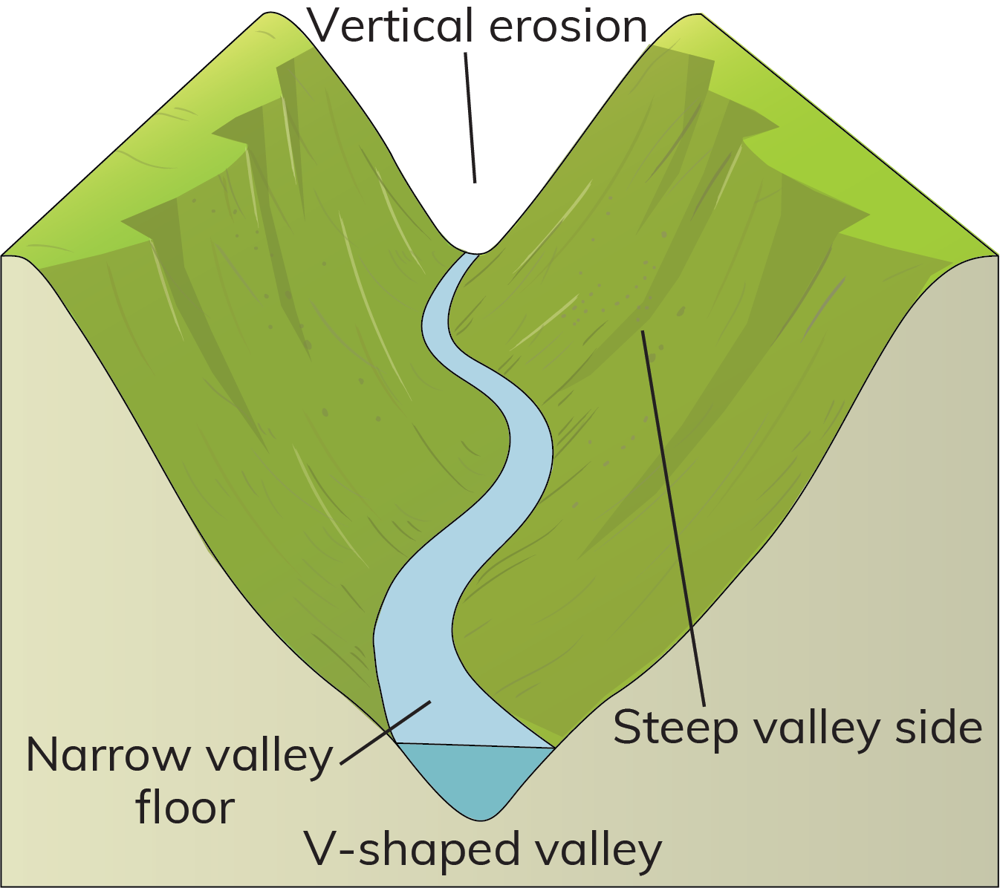 Vertical erosion
Steep valley side
Narrow valley
floor
V-shaped valley